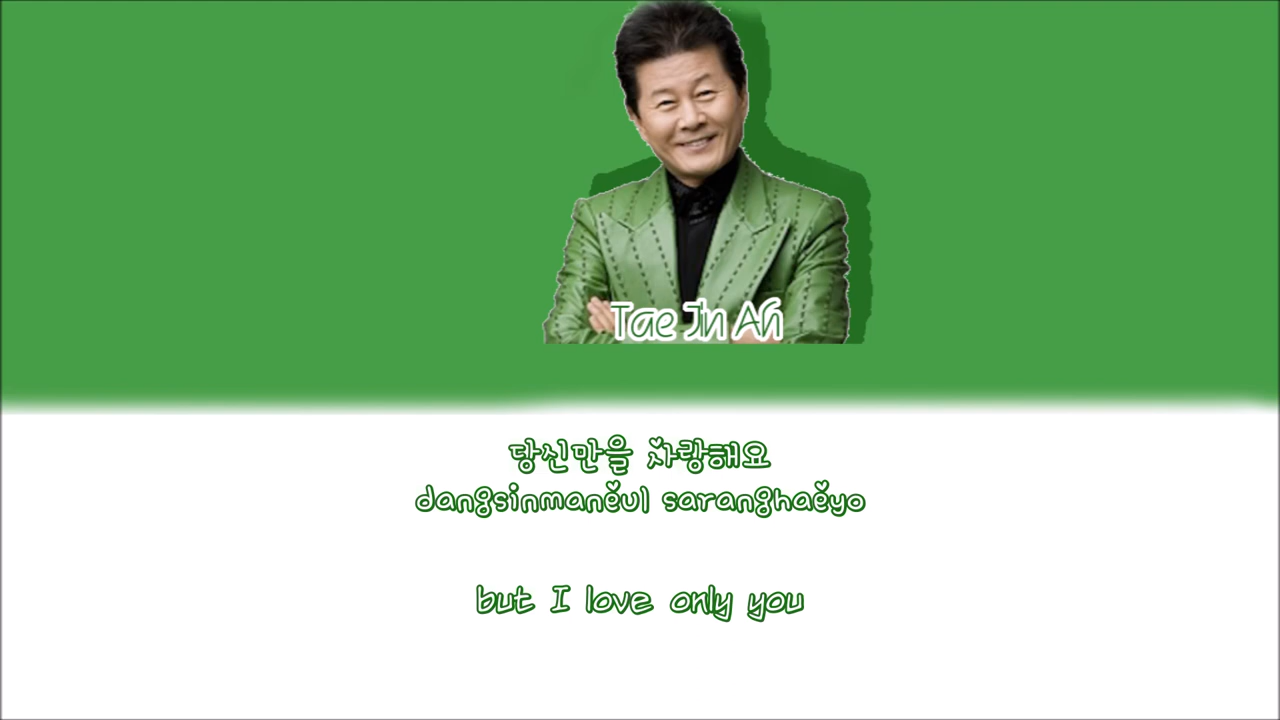 Tae Jin Ah
당신만을 사랑해요
dangsinmaneul saranghaeyo
but I love only you